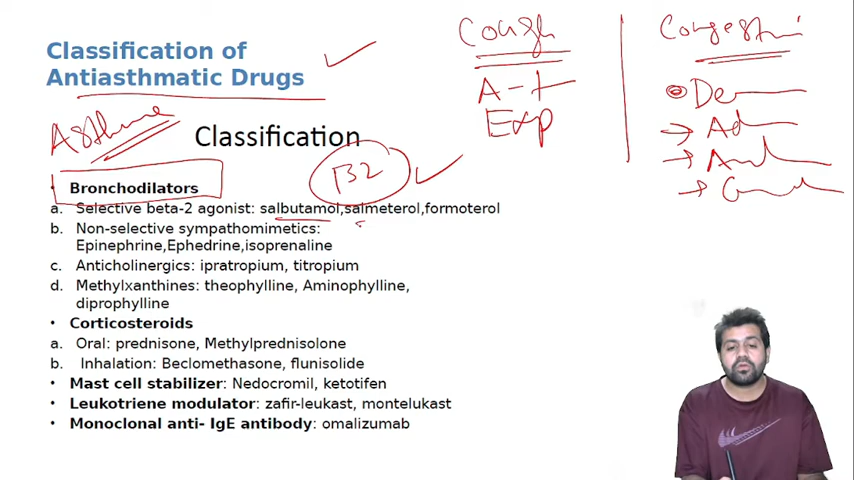 Classification of
Antiasthmatic Drugs
Cough
A-t
Exp
Asthma
Classification
B2
• Bronchodilators
a. Selective beta-2 agonist: salbutamol,salmeterol,formoterol
b. Non-selective sympathomimetics:
Epinephrine,Ephedrine,isoprenaline
c. Anticholinergics: ipratropium, titropium
d. Methylxanthines: theophylline, Aminophylline,
diprophylline
• Corticosteroids
a. Oral: prednisone, Methylprednisolone
b. Inhalation: Beclomethasone, flunisolide
• Mast cell stabilizer: Nedocromil, ketotifen
• Leukotriene modulator: zafir-leukast, montelukast
• Monoclonal anti- IgE antibody: omalizumab